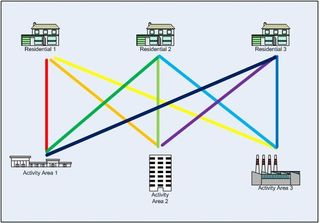 Residential 1
Residential 2
Residential 3
Activity Area 1
Activity Area 2
Activity Area 3